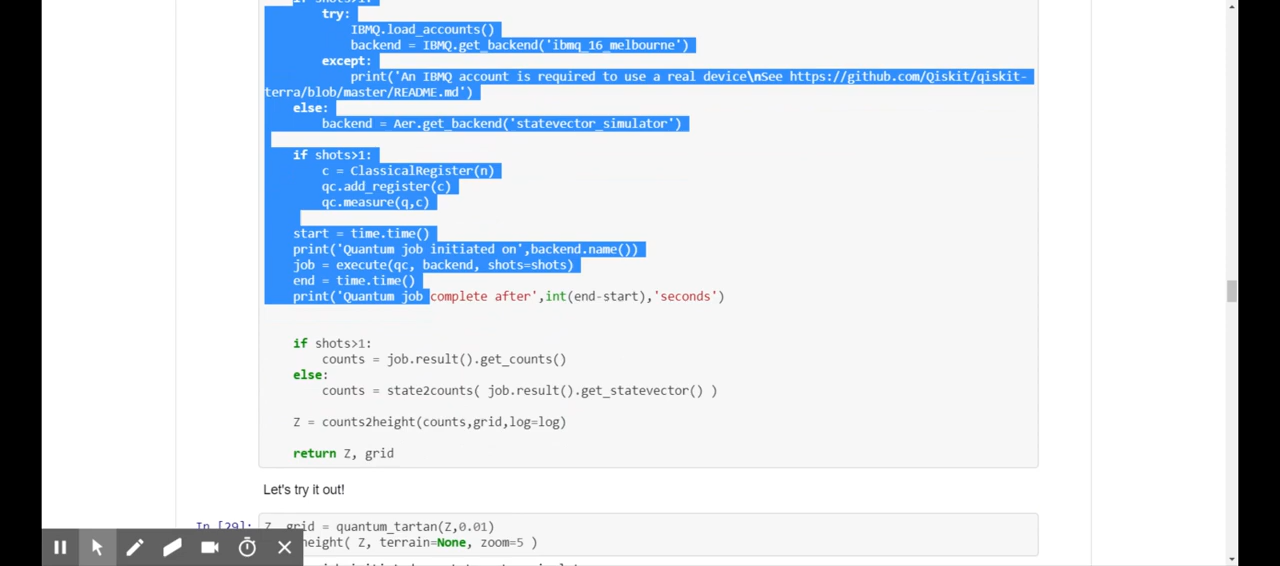 if shots>1:
try:
IBMQ.load_accounts()
backend = IBMQ.get_backend('ibmq_16_melbourne')
except:
print('An IBMQ account is required to use a real device\nSee https://github.com/Qiskit/qiskit-
terra/blob/master/README.md')
else:
backend = Aer.get_backend('statevector_simulator')
if shots>1:
c = ClassicalRegister(n)
qc.add_register(c)
qc.measure(q,c)
start = time.time()
print('Quantum job initiated on',backend.name())
job = execute(qc, backend, shots=shots)
end = time.time()
print('Quantum job complete after',int(end-start),'seconds')
if shots>1:
counts = job.result().get_counts()
else:
counts = state2counts( job.result().get_statevector() )
Z = counts2height(counts,grid,log=log)
return Z, grid
Let's try it out!
In [29]: Z, grid = quantum_tartan(Z,0.01)
height( Z, terrain=None, zoom=5 )